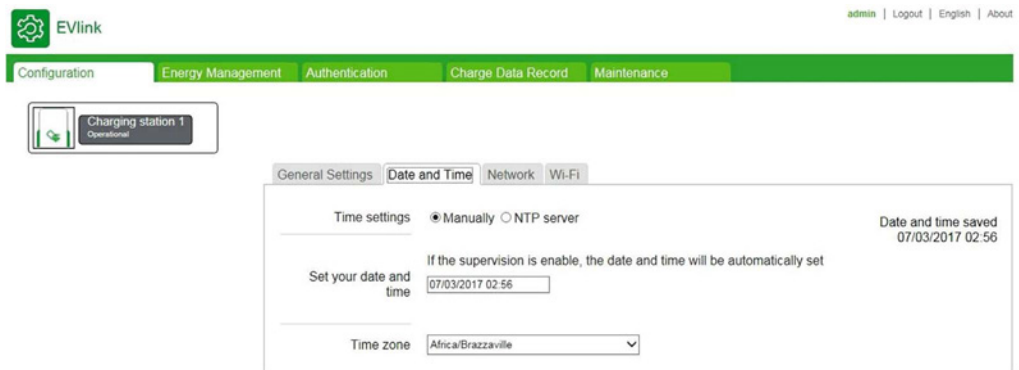 admin | Logout | English | About
EVlink
Configuration Energy Management Authentication Charge Data Record Maintenance
Charging station 1
Operational
General Settings Date and Time Network Wi-Fi
Time settings Manually NTP server
Date and time saved
07/03/2017 02:56
If the supervision is enable, the date and time will be automatically set
Set your date and
time
07/03/2017 02:56
Time zone Africa/Brazzaville